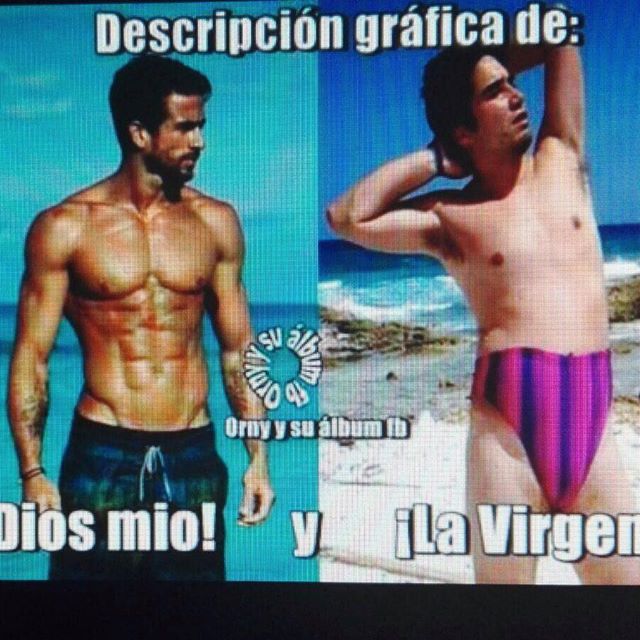 Descripción gráfica de:
Orny y su álbum fb
Orny y su álbum fb
Dios mio! y ¡La Virgen